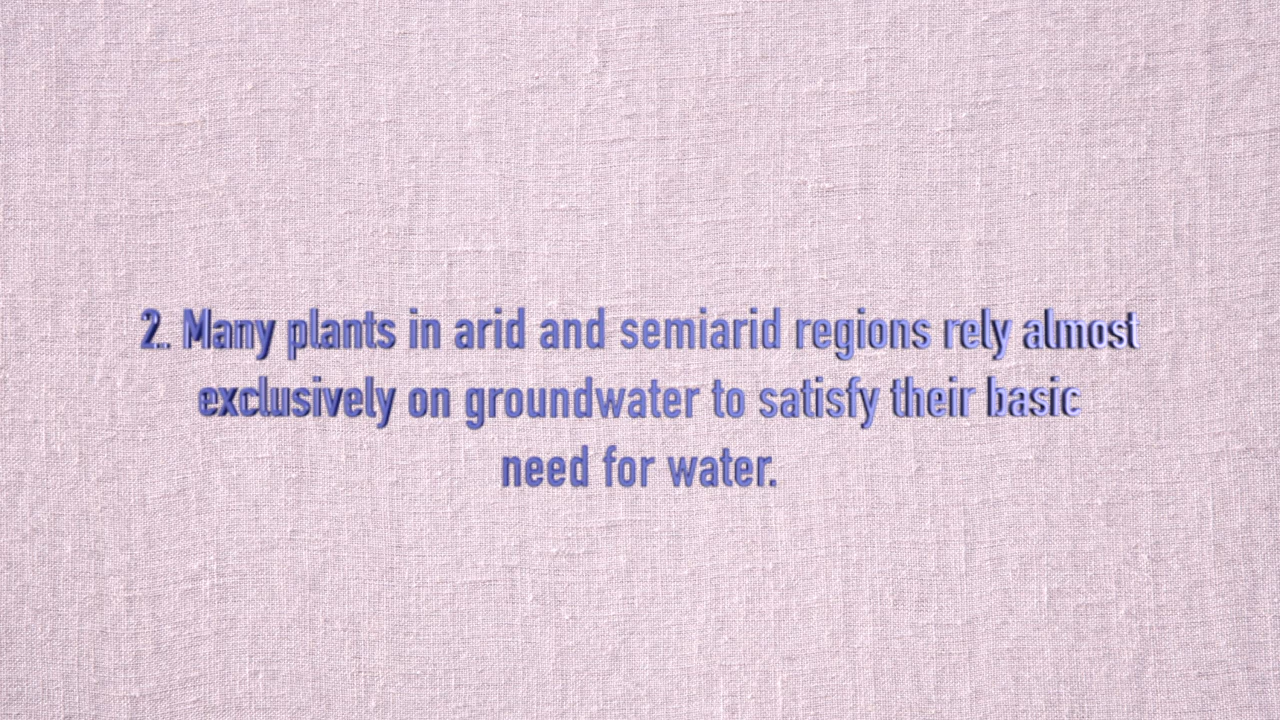 2. Many plants in arid and semiarid regions rely almost
exclusively on groundwater to satisfy their basic
need for water.